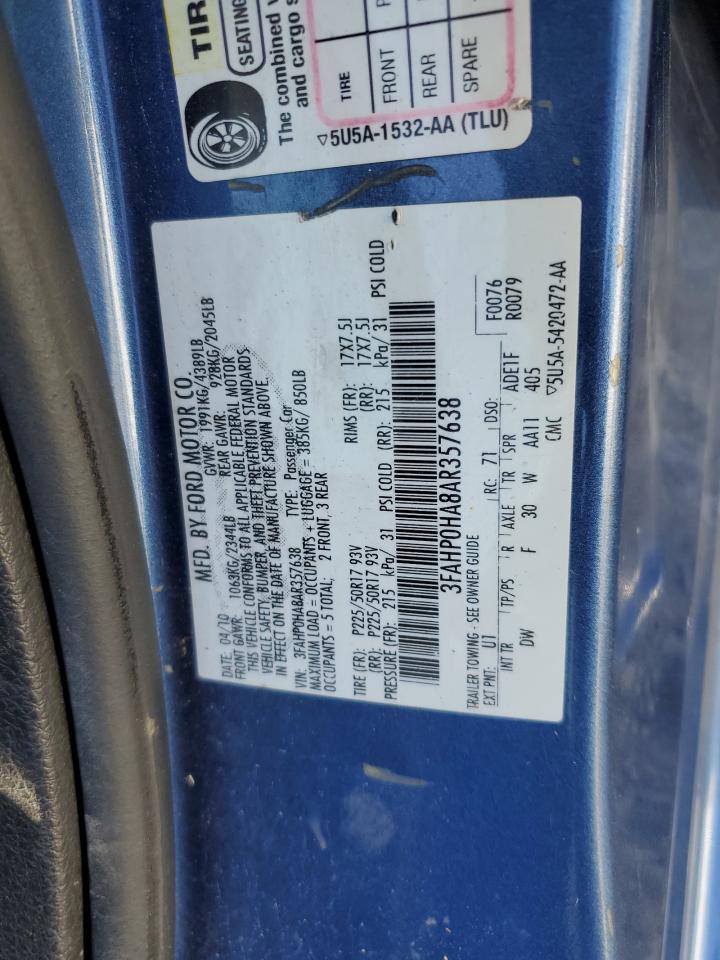 TIR
SEATING
The combined
and cargo
TIRE
FRONT
REAR
SPARE
5U5A-1532-AA (TLU)
MFD. BY FORD MOTOR CO.
DATE: 04/10 GVWR: 1991KG/4389LB
FRONT GAWR: 1063KG/2344LB REAR GAWR: 928KG/2045LB
THIS VEHICLE CONFORMS TO ALL APPLICABLE FEDERAL MOTOR
VEHICLE SAFETY, BUMPER, AND THEFT PREVENTION STANDARDS
IN EFFECT ON THE DATE OF MANUFACTURE SHOWN ABOVE.
VIN: 3FAHP0HA8AR357638 TYPE: Passenger Car
MAXIMUM LOAD = OCCUPANTS + LUGGAGE = 385KG/ 850LB
OCCUPANTS = 5 TOTAL; 2 FRONT, 3 REAR
TIRE (FR): P225/50R17 93V RIMS (FR): 17X7.5J
(RR): P225/50R17 93V (RR): 17X7.5J
PRESSURE (FR): 215 kPa/ 31 PSI COLD (RR): 215 kPa/ 31 PSI COLD
3FAHP0HA8AR357638
TRAILER TOWING - SEE OWNER GUIDE F0076
EXT PNT: U1 RC: 71 DSO: R0079
INT TR TP/PS R AXLE TR SPR ADE1F
DW F 30 W AA11 405
CMC ▽5U5A-5420472-AA